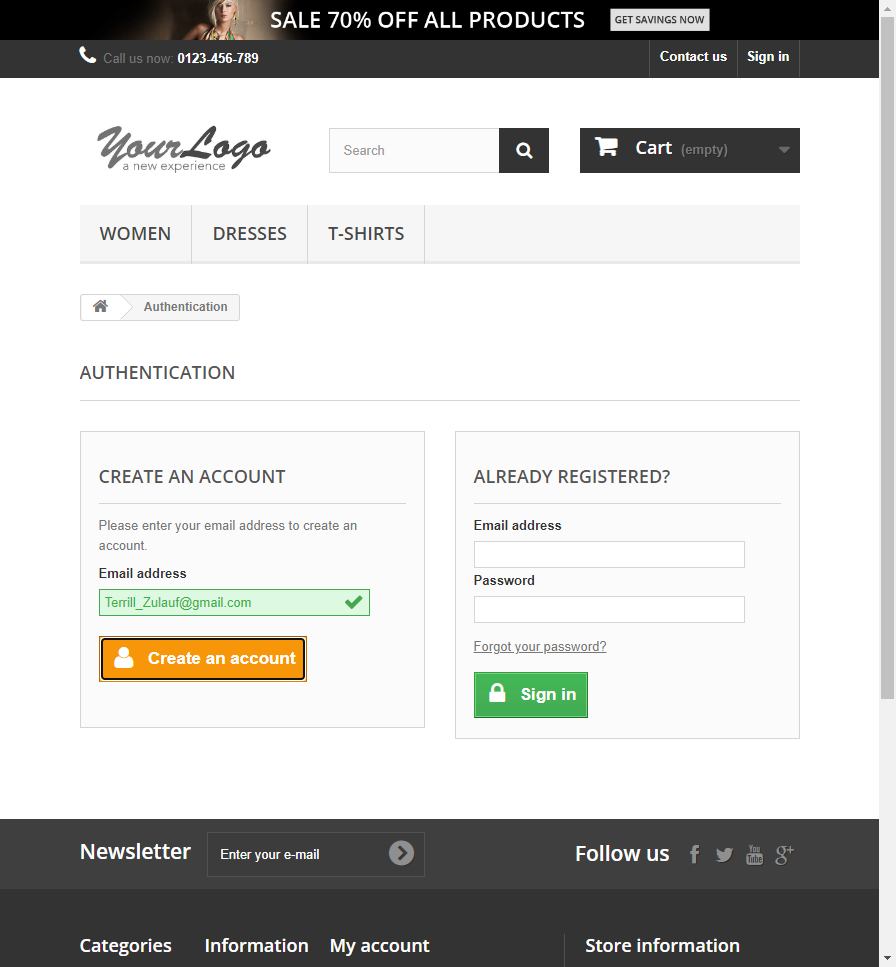 SALE 70% OFF ALL PRODUCTS GET SAVINGS NOW
Call us now: 0123-456-789 Contact us Sign in
YourLogo
a new experience
Search
Cart (empty)
WOMEN DRESSES T-SHIRTS
Authentication
AUTHENTICATION
CREATE AN ACCOUNT
Please enter your email address to create an
account.
Email address
Terrill_Zulauf@gmail.com
Create an account
ALREADY REGISTERED?
Email address
Password
Forgot your password?
Sign in
Newsletter Enter your e-mail Follow us
You
Tube
Categories Information My account Store information